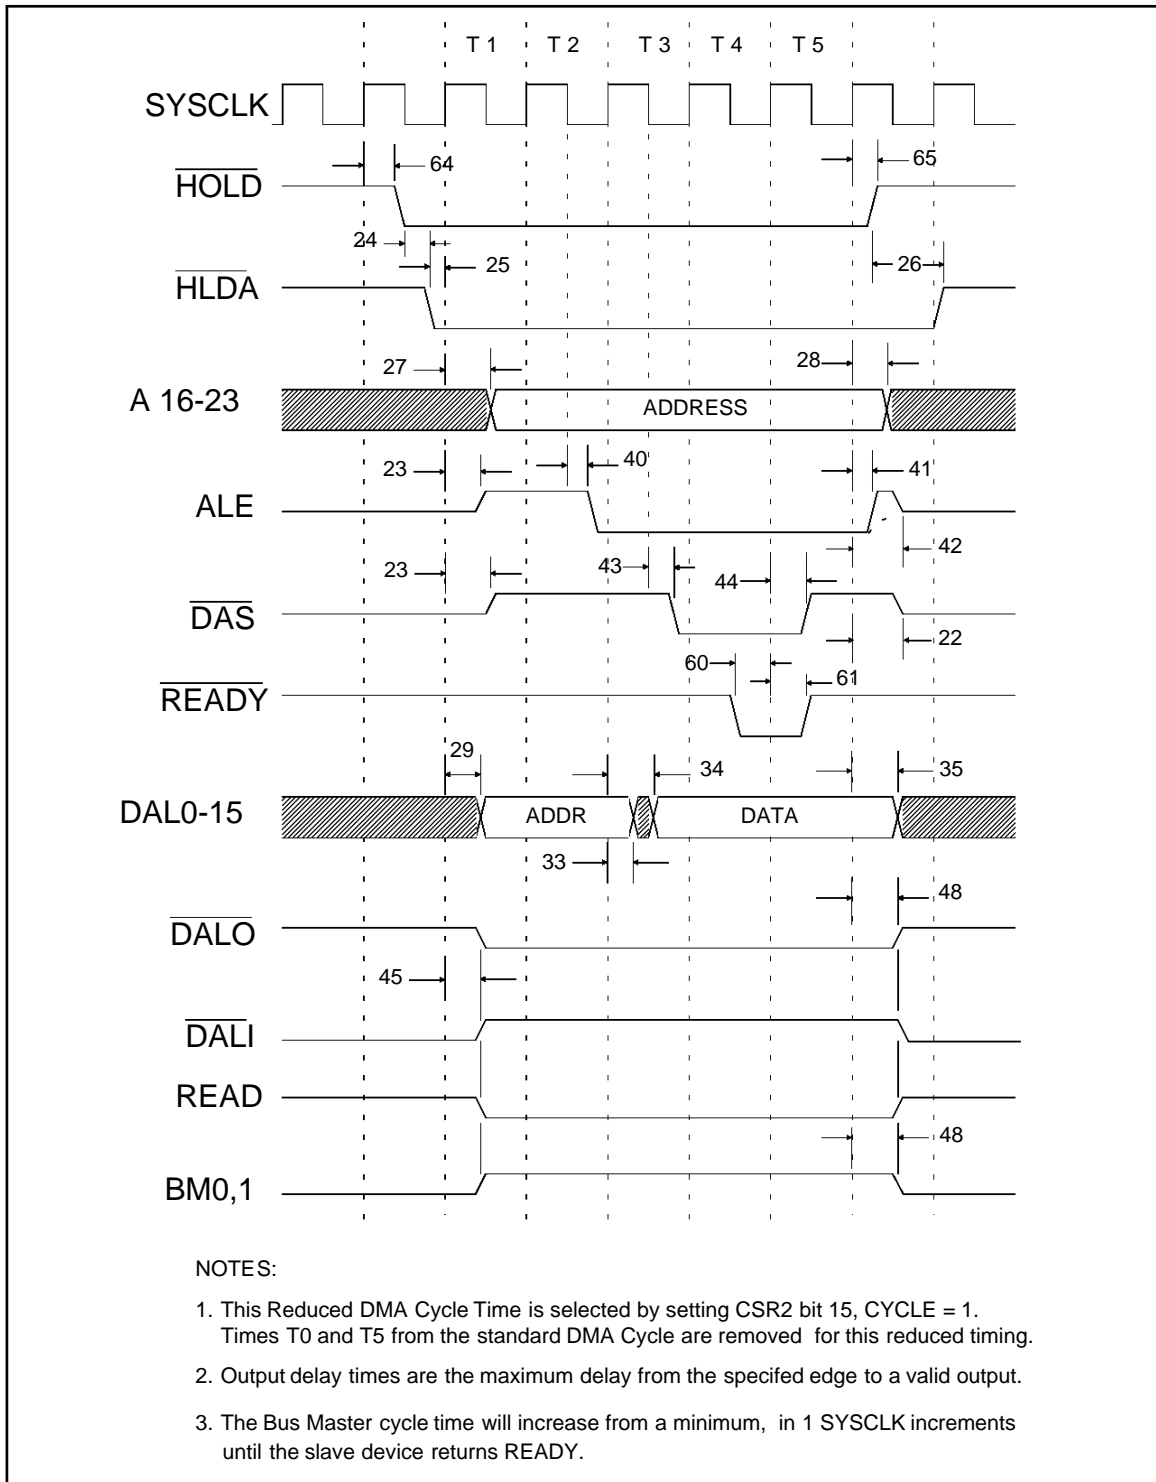 T 1 T 2 T 3 T 4 T 5
SYSCLK
64 65
HOLD
24 25 26
HLDA
27 28
A 16-23 ADDRESS
23 40 41
ALE
42
23 43 44
DAS
22
60 61
READY
29 34 35
DAL0-15 ADDR DATA
33
48
DALO
45
DALI
READ
48
BM0,1
NOTES:
1. This Reduced DMA Cycle Time is selected by setting CSR2 bit 15, CYCLE = 1.
Times T0 and T5 from the standard DMA Cycle are removed for this reduced timing.
2. Output delay times are the maximum delay from the specifed edge to a valid output.
3. The Bus Master cycle time will increase from a minimum, in 1 SYSCLK increments
until the slave device returns READY.